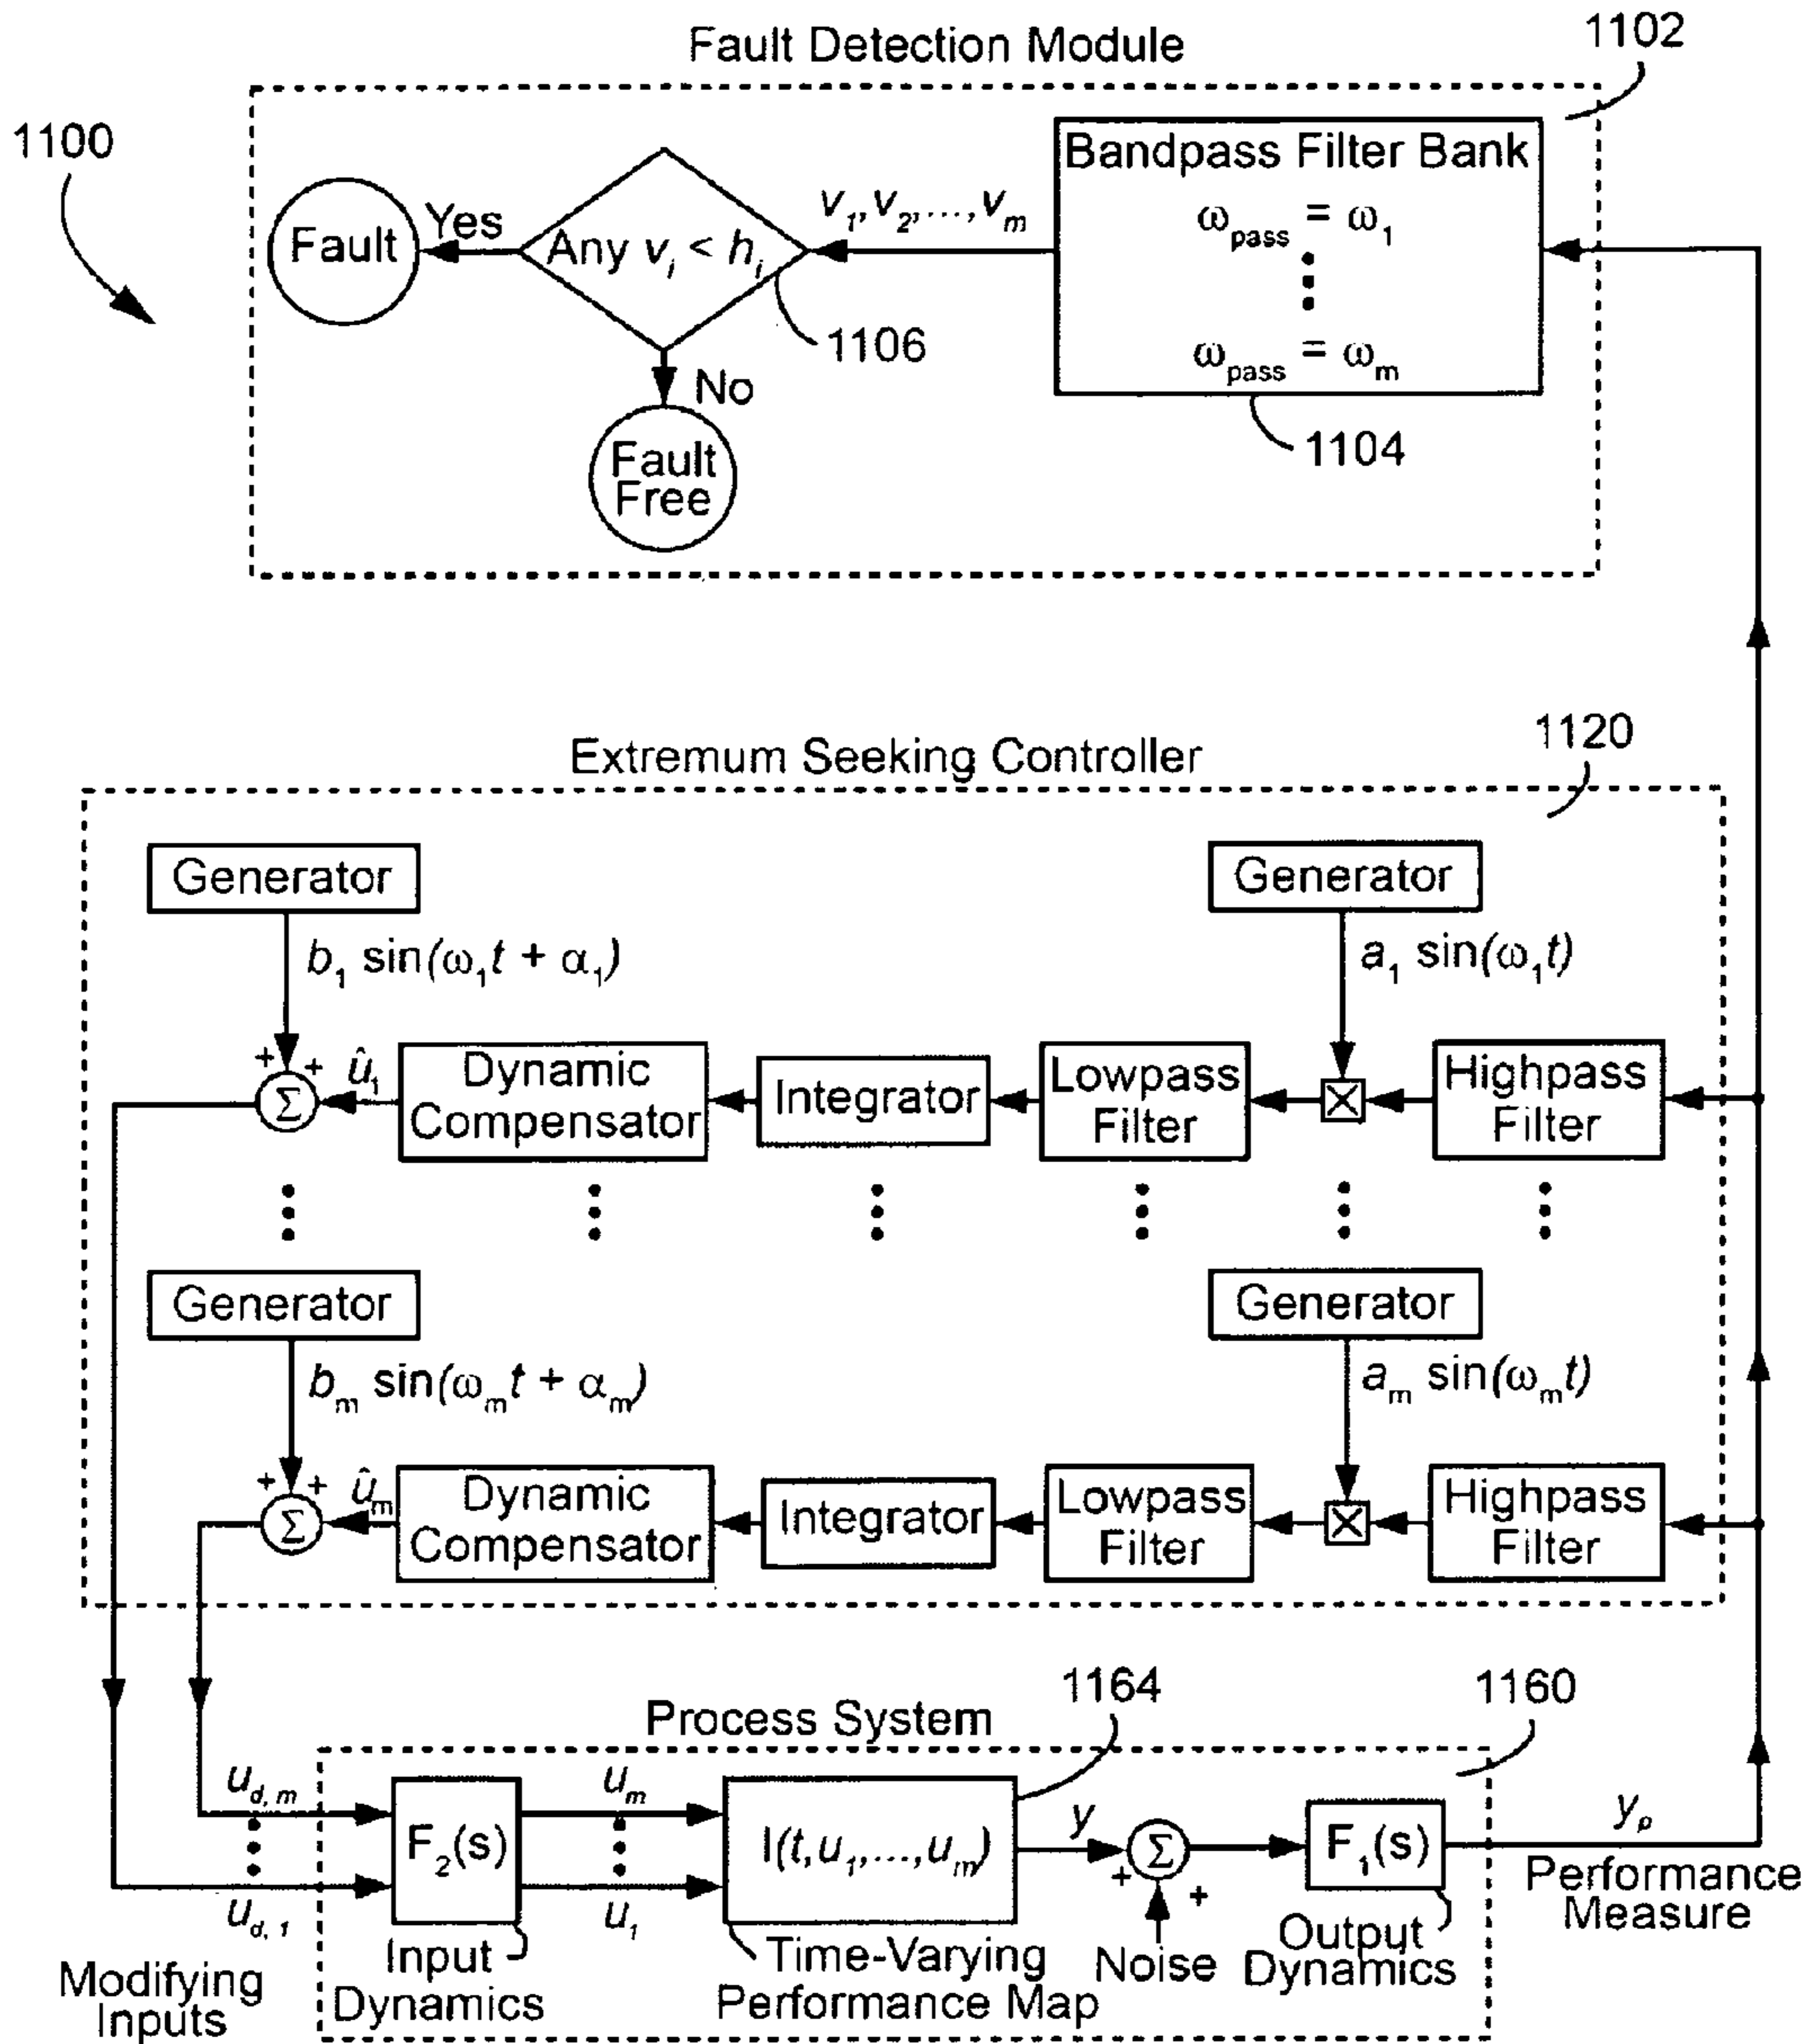 Fault Detection Module
1102
1100
Bandpass Filter Bank
ω_pass = ω_1
ω_pass = ω_m
v_1, v_2, ..., v_m
Any v_i < h_i
Yes
Fault
1106
No
Fault
Free
1104
Extremum Seeking Controller
1120
Generator
Generator
b_1 sin(ω_1t + α_1)
a_1 sin(ω_1t)
+ +
Σ
û_1
Dynamic
Compensator
Integrator
Lowpass
Filter
×
Highpass
Filter
Generator
Generator
b_m sin(ω_mt + α_m)
a_m sin(ω_mt)
+ +
Σ
û_m
Dynamic
Compensator
Integrator
Lowpass
Filter
×
Highpass
Filter
Process System
1164
1160
u_d,m
u_d,1
F_2(s)
u_m
u_1
I(t,u_1,...,u_m)
y
+
Σ
+
F_1(s)
y_p
Performance
Measure
Modifying
Inputs
Input
Dynamics
Time-Varying
Performance Map
Noise
Output
Dynamics